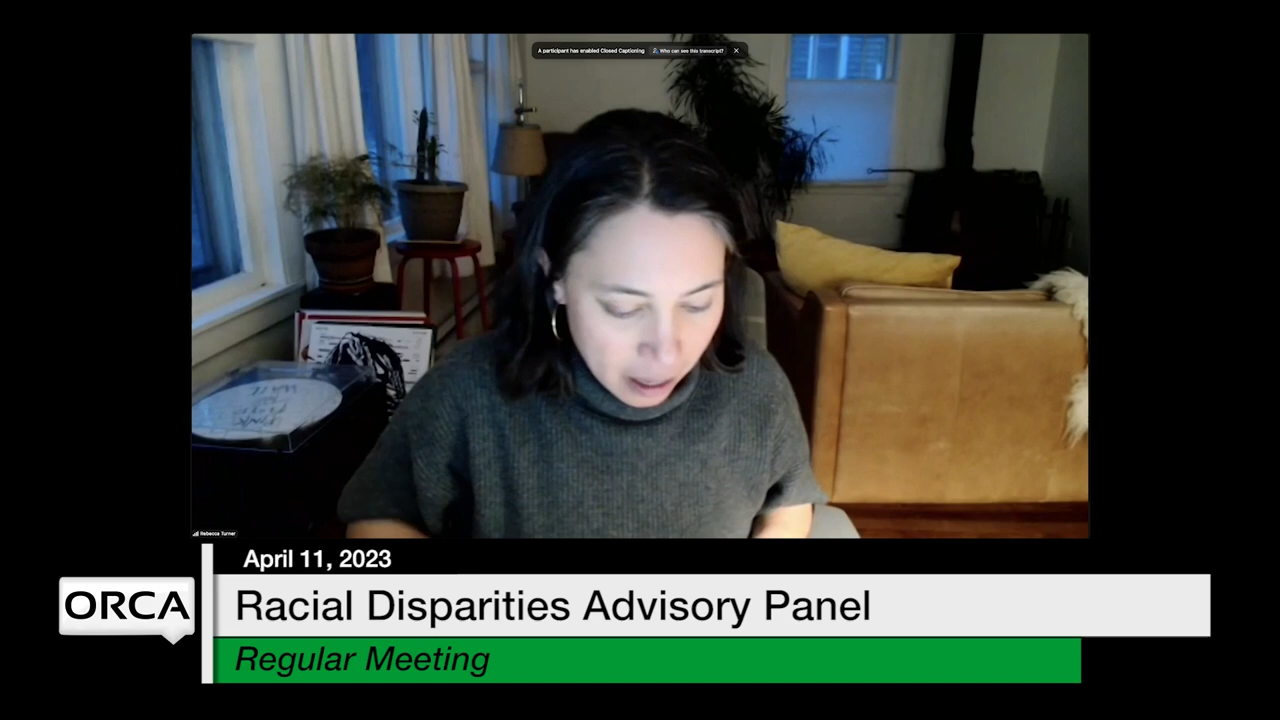 A participant has enabled Closed Captioning Who can see this transcript?
Rebecca Turner
April 11, 2023
ORCA
Racial Disparities Advisory Panel
Regular Meeting